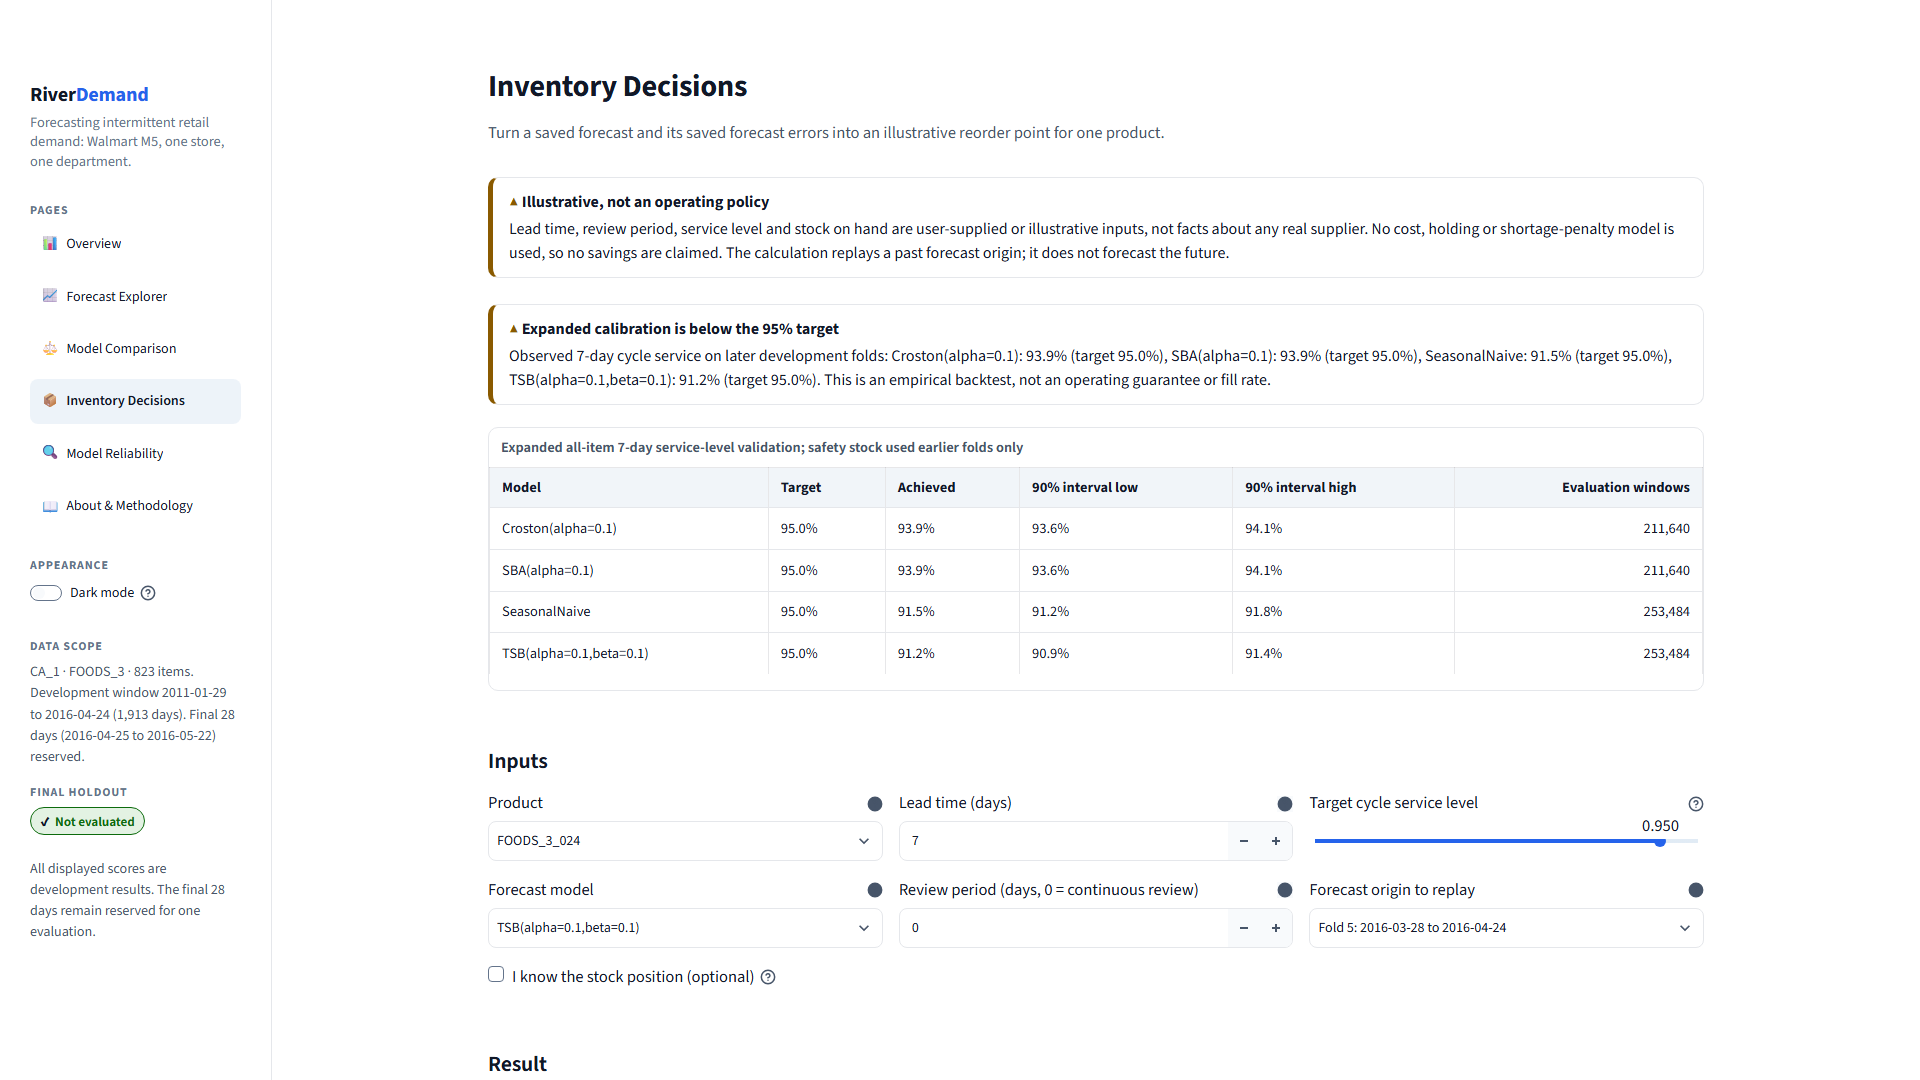 RiverDemand
Forecasting intermittent retail
demand: Walmart M5, one store,
one department.
PAGES
Overview
Forecast Explorer
Model Comparison
Inventory Decisions
Model Reliability
About & Methodology
APPEARANCE
Dark mode
DATA SCOPE
CA_1 · FOODS_3 · 823 items.
Development window 2011-01-29
to 2016-04-24 (1,913 days). Final 28
days (2016-04-25 to 2016-05-22)
reserved.
FINAL HOLDOUT
✓ Not evaluated
All displayed scores are
development results. The final 28
days remain reserved for one
evaluation.
Inventory Decisions
Turn a saved forecast and its saved forecast errors into an illustrative reorder point for one product.
▲ Illustrative, not an operating policy
Lead time, review period, service level and stock on hand are user-supplied or illustrative inputs, not facts about any real supplier. No cost, holding or shortage-penalty model is
used, so no savings are claimed. The calculation replays a past forecast origin; it does not forecast the future.
▲ Expanded calibration is below the 95% target
Observed 7-day cycle service on later development folds: Croston(alpha=0.1): 93.9% (target 95.0%), SBA(alpha=0.1): 93.9% (target 95.0%), SeasonalNaive: 91.5% (target 95.0%),
TSB(alpha=0.1,beta=0.1): 91.2% (target 95.0%). This is an empirical backtest, not an operating guarantee or fill rate.
Expanded all-item 7-day service-level validation; safety stock used earlier folds only
Model Target Achieved 90% interval low 90% interval high Evaluation windows
Croston(alpha=0.1) 95.0% 93.9% 93.6% 94.1% 211,640
SBA(alpha=0.1) 95.0% 93.9% 93.6% 94.1% 211,640
SeasonalNaive 95.0% 91.5% 91.2% 91.8% 253,484
TSB(alpha=0.1,beta=0.1) 95.0% 91.2% 90.9% 91.4% 253,484
Inputs
Product Lead time (days) Target cycle service level
0.950
FOODS_3_024 7
Forecast model Review period (days, 0 = continuous review) Forecast origin to replay
TSB(alpha=0.1,beta=0.1) 0 Fold 5: 2016-03-28 to 2016-04-24
I know the stock position (optional)
Result